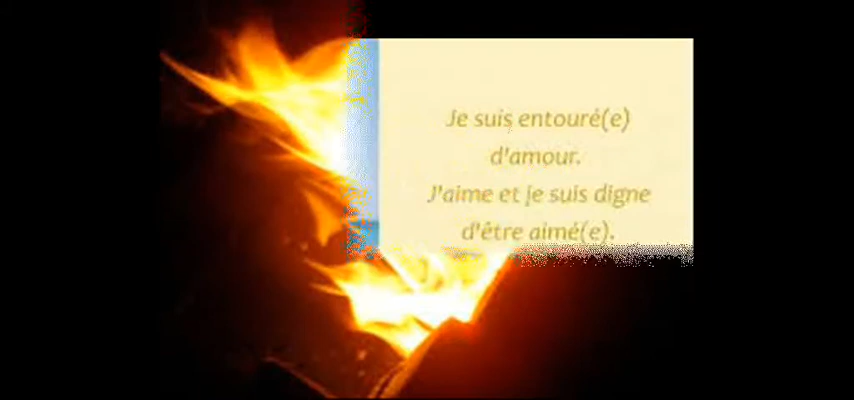 Je suis entouré(e)
d'amour.
J'aime et je suis digne
d'être aimé(e).